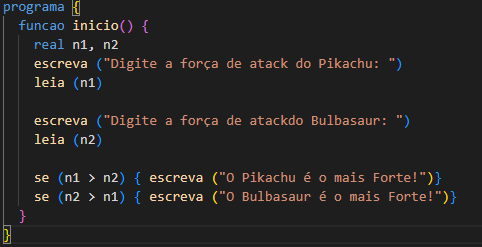 programa {
  funcao inicio() {
    real n1, n2
    escreva ("Digite a força de atack do Pikachu: ")
    leia (n1)

    escreva ("Digite a força de atackdo Bulbasaur: ")
    leia (n2)

    se (n1 > n2) { escreva ("O Pikachu é o mais Forte!")}
    se (n2 > n1) { escreva ("O Bulbasaur é o mais Forte!")}
  }
}